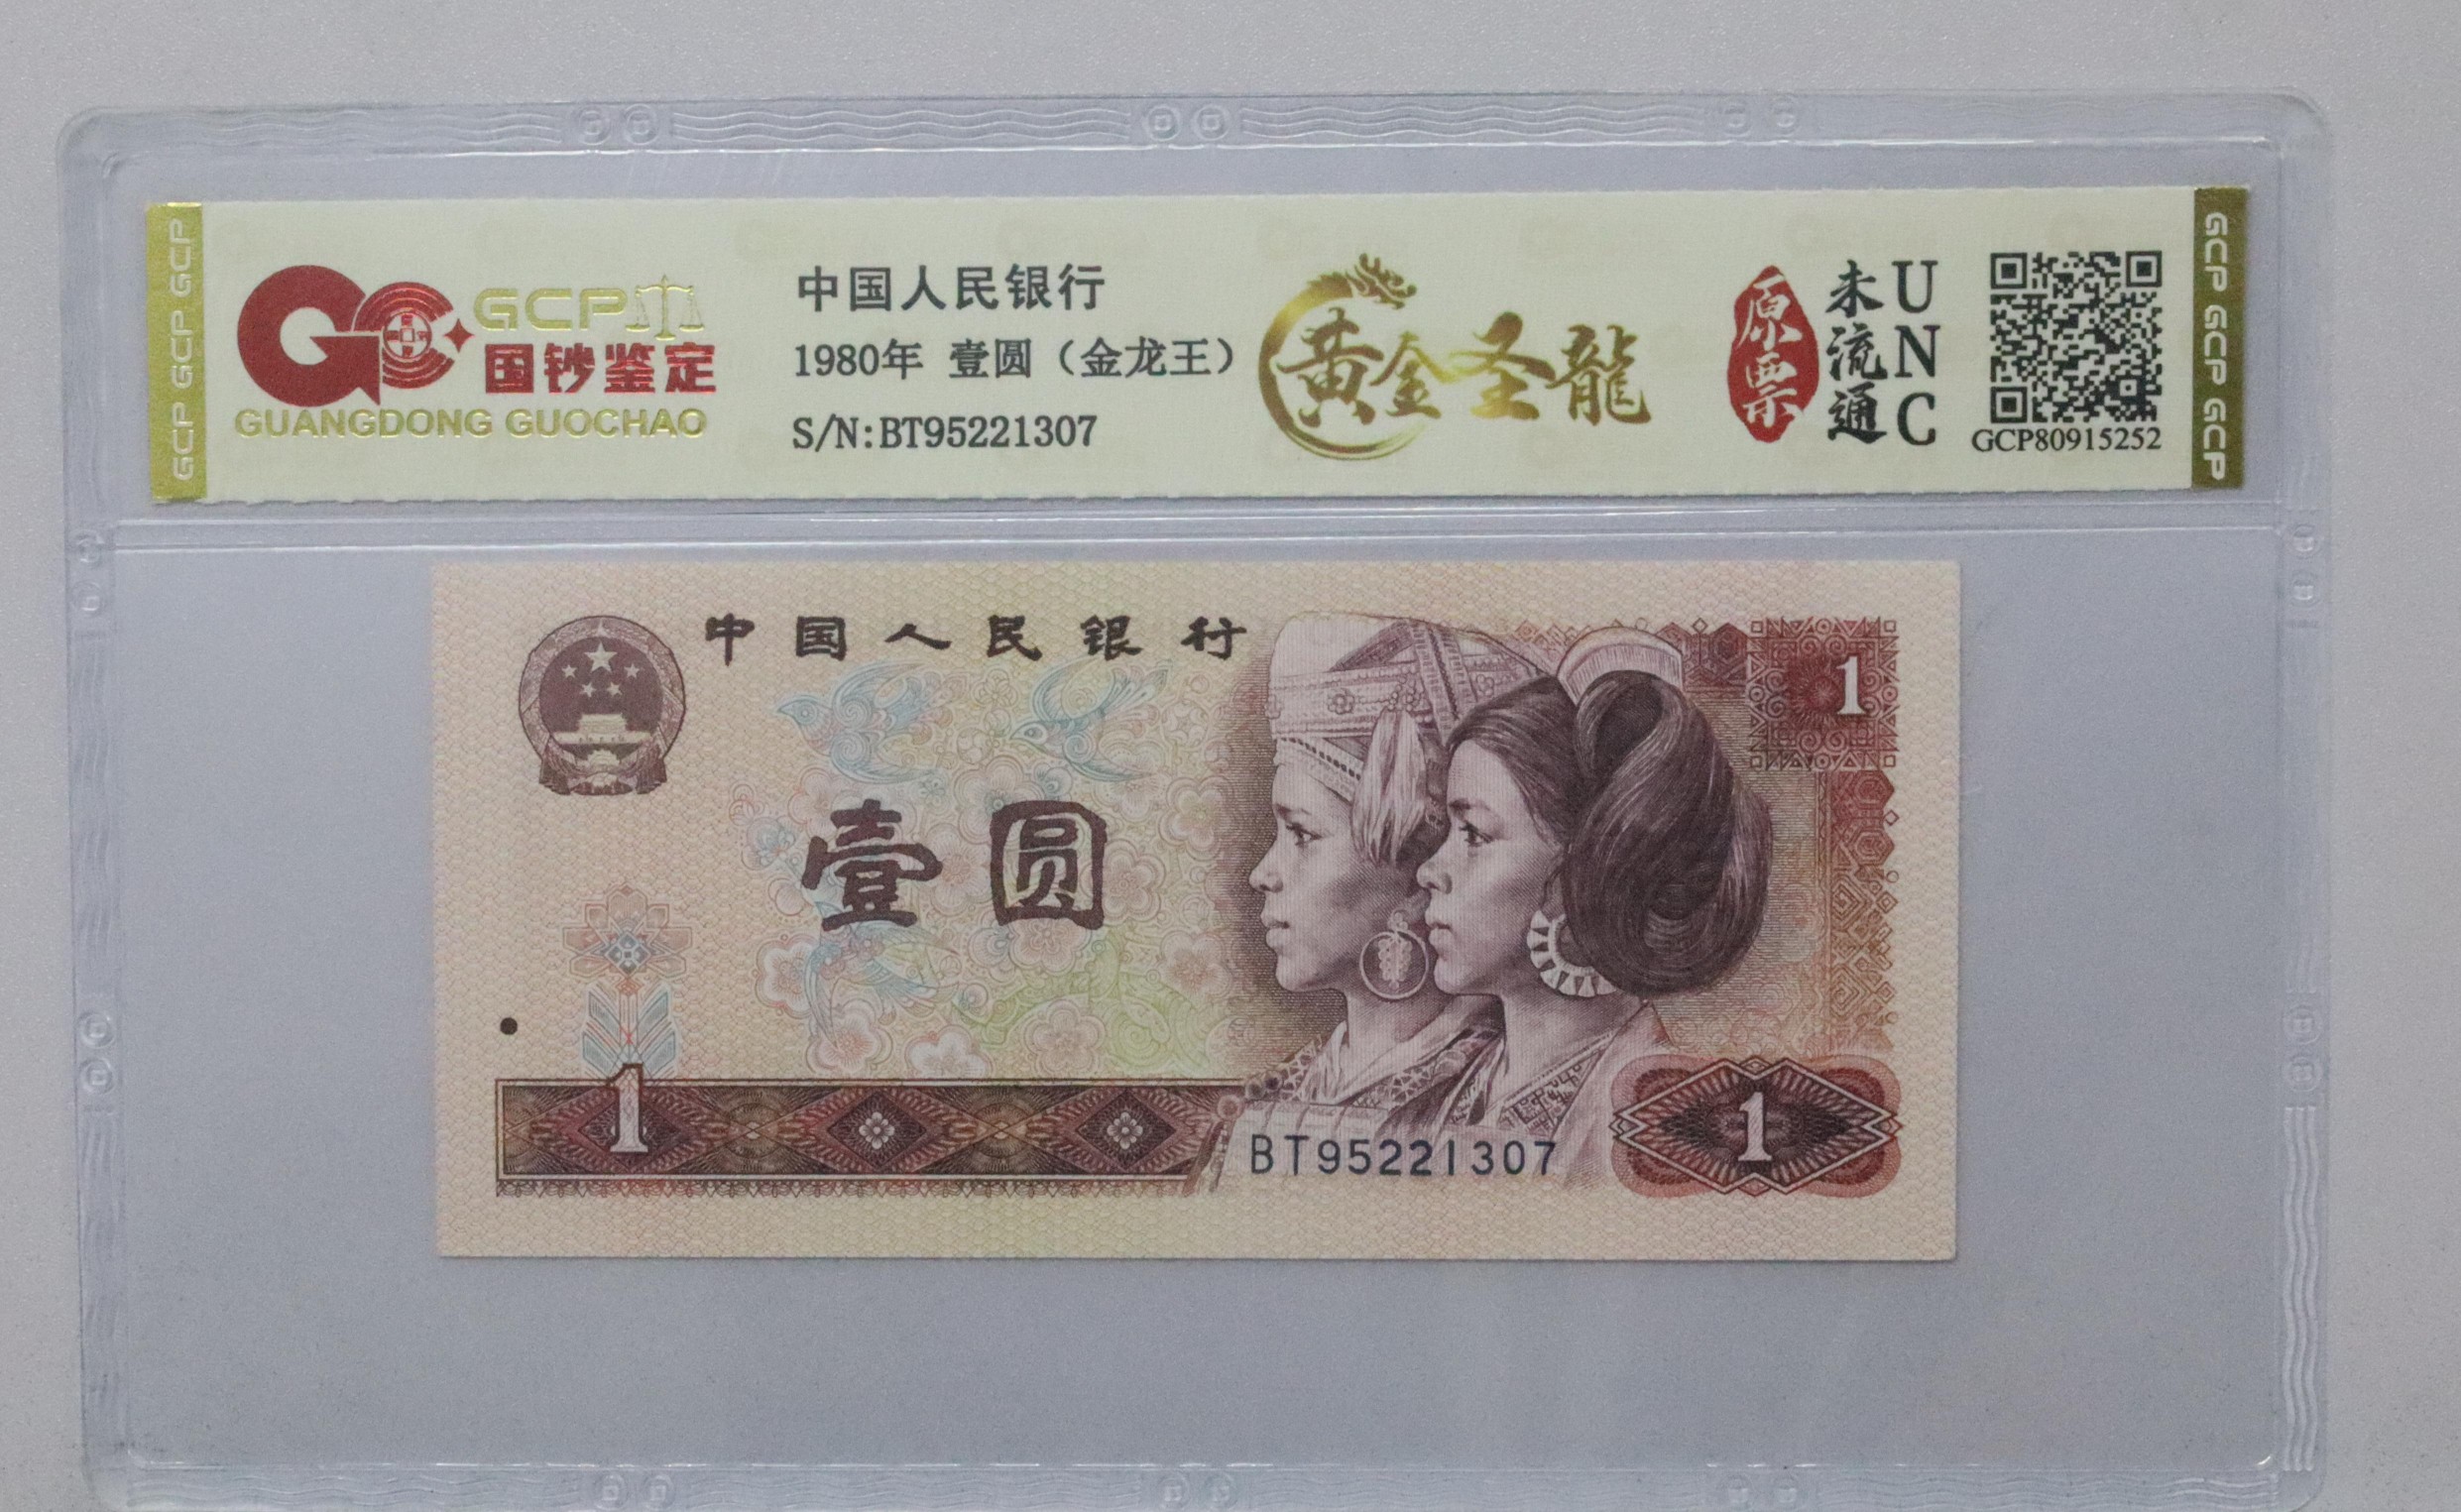 GCP GCP GCP
GCP
国钞鉴定
GUANGDONG GUOCHAO
中国人民银行
1980年 壹圆（金龙王）
S/N:BT95221307
黄金圣龍
原票
未流通
UNC
GCP80915252
GCP GCP GCP
中国人民银行
1
壹圆
1
BT95221307
1